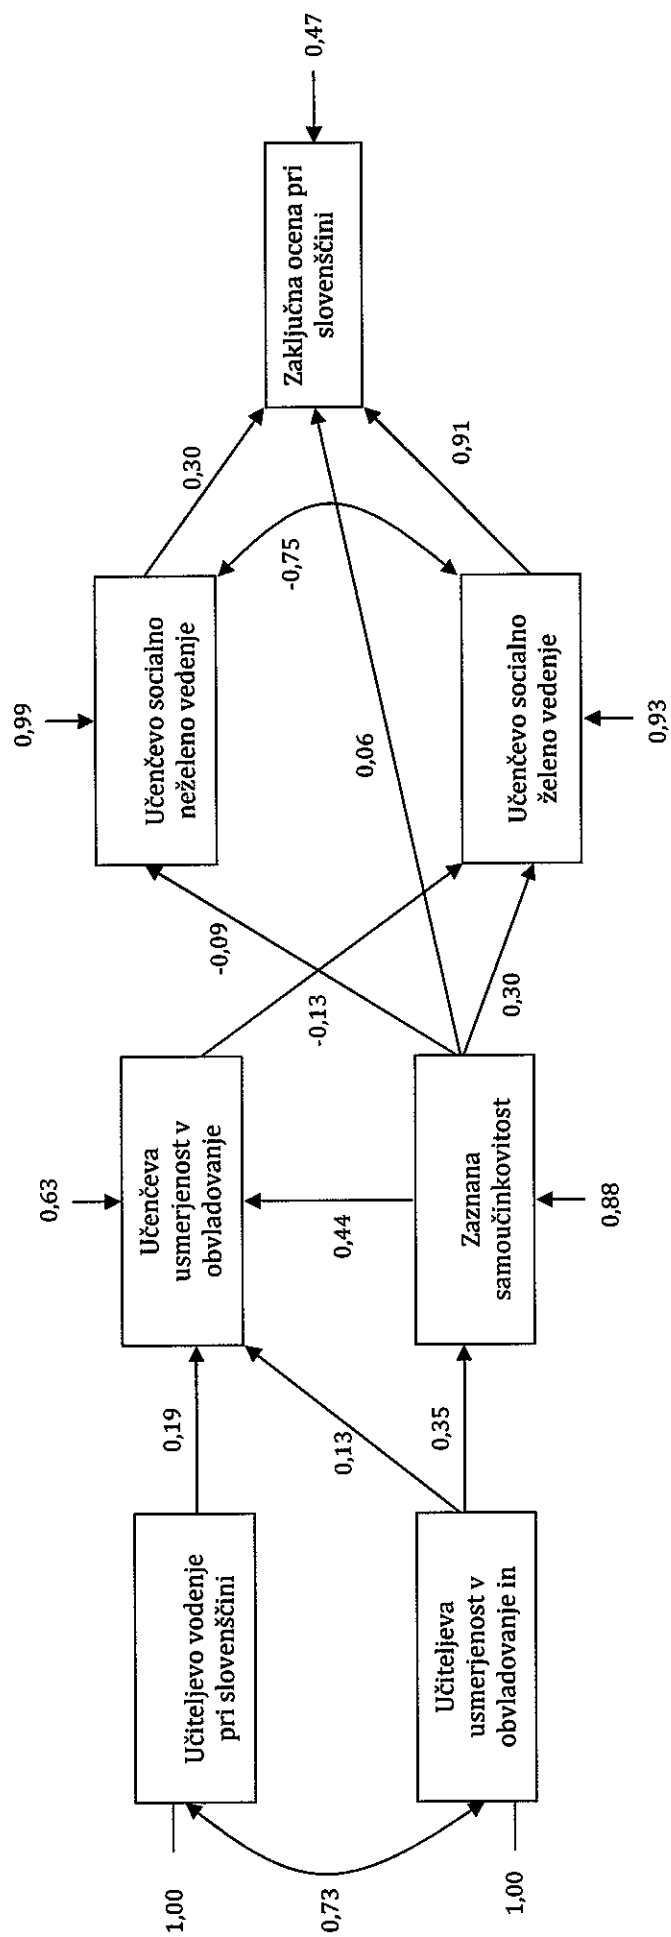 1,00
Učiteljevo vodenje
pri slovenščini
0,73
1,00
Učiteljeva
usmerjenost v
obvladovanje in
0,19
0,13
0,35
0,63
Učenčeva
usmerjenost v
obvladovanje
0,44
Zaznana
samoučinkovitost
0,88
-0,09
-0,13
0,30
0,06
0,99
Učenčevo socialno
neželeno vedenje
-0,75
Učenčevo socialno
želeno vedenje
0,93
0,30
0,91
Zaključna ocena pri
slovenščini
0,47